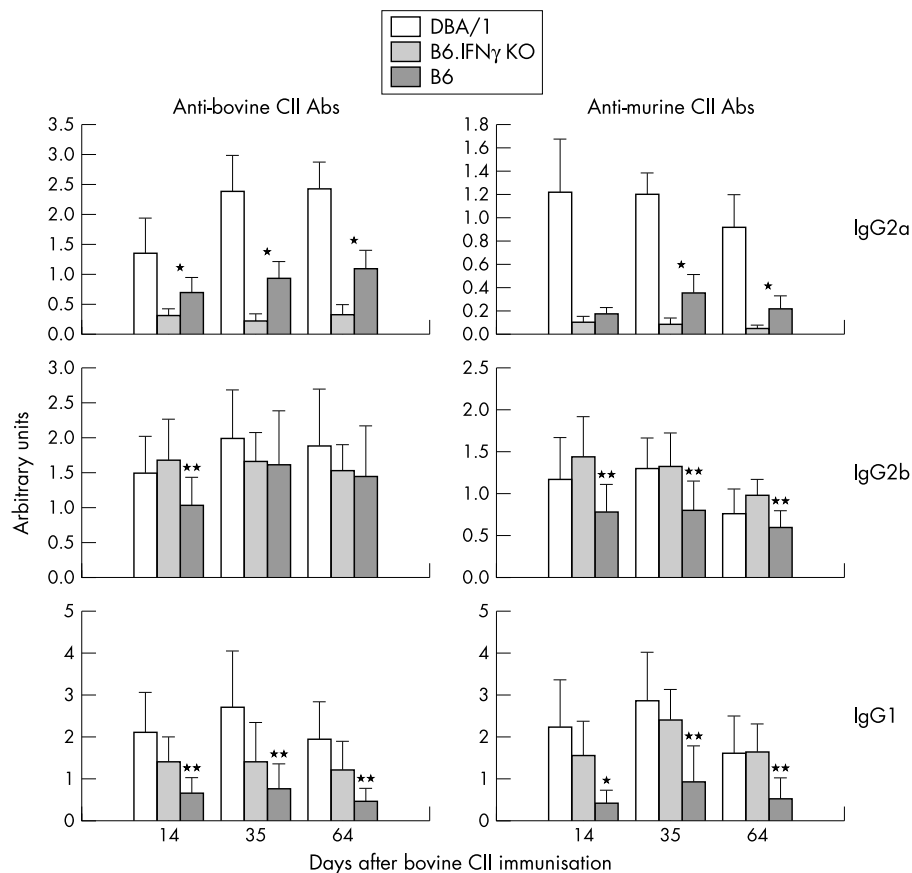 DBA/1
B6.IFNγ KO
B6
Anti-bovine CII Abs
Anti-murine CII Abs
3.5
3.0
2.5
2.0
1.5
1.0
0.5
0.0
1.8
1.6
1.4
1.2
1.0
0.8
0.6
0.4
0.2
0.0
IgG2a
★ ★ ★
★ ★
Arbitrary units
3.0
2.5
2.0
1.5
1.0
0.5
0.0
2.5
2.0
1.5
1.0
0.5
0.0
IgG2b
★★
★★ ★★ ★★
5
4
3
2
1
0
5
4
3
2
1
0
IgG1
★★ ★★ ★★
★ ★★ ★★
14 35 64
14 35 64
Days after bovine CII immunisation